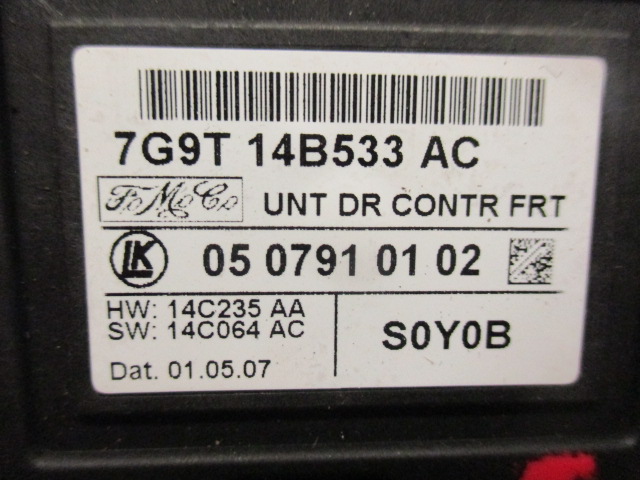 7G9T 14B533 AC
FoMoCo UNT DR CONTR FRT
LK 05 0791 01 02
HW: 14C235 AA
SW: 14C064 AC
S0Y0B
Dat. 01.05.07